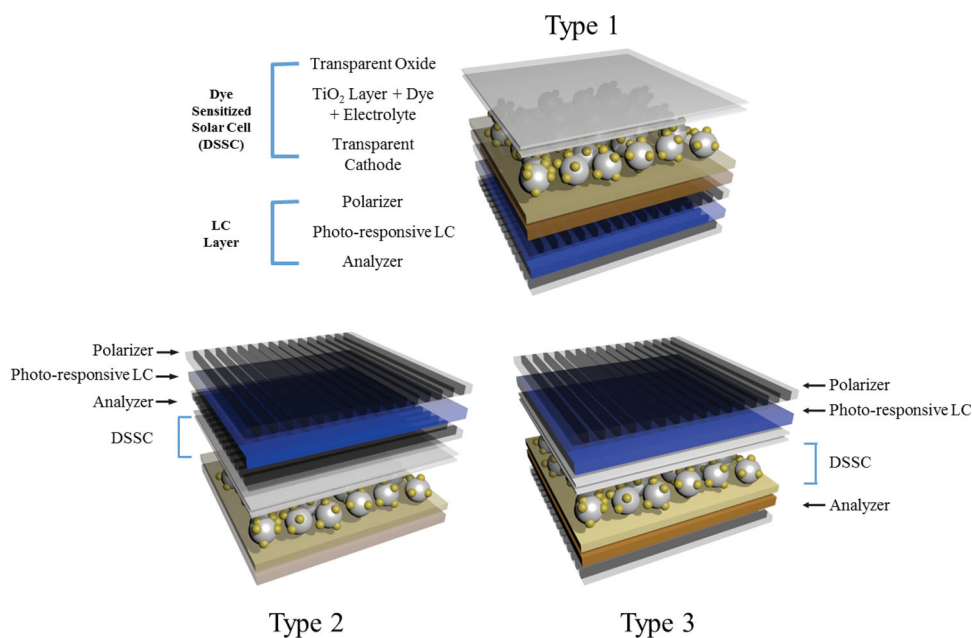 Type 1
Dye
Sensitized
Solar Cell
(DSSC)
Transparent Oxide
TiO₂ Layer + Dye
+ Electrolyte
Transparent
Cathode
LC
Layer
Polarizer
Photo-responsive LC
Analyzer
Polarizer
Photo-responsive LC
Analyzer
DSSC
Type 2
Polarizer
Photo-responsive LC
DSSC
Analyzer
Type 3